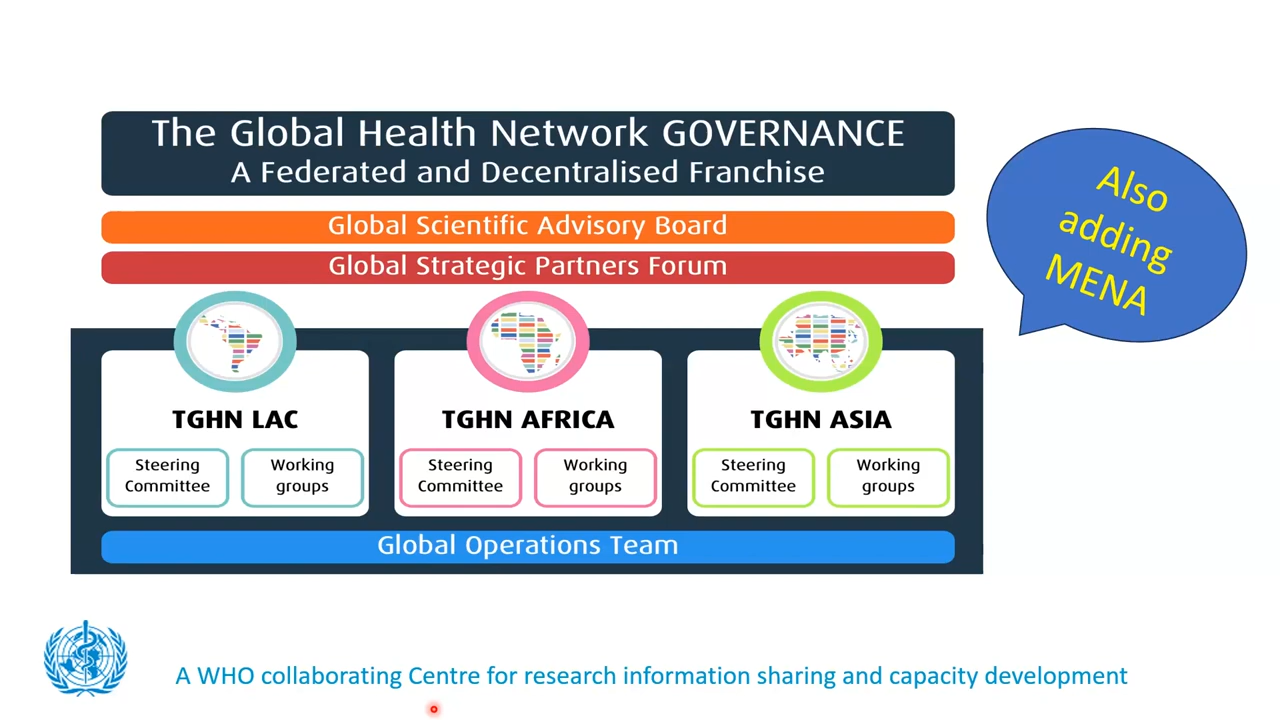 The Global Health Network GOVERNANCE
A Federated and Decentralised Franchise
Global Scientific Advisory Board
Global Strategic Partners Forum
Also
adding
MENA
TGHN LAC
Steering
Committee
Working
groups
TGHN AFRICA
Steering
Committee
Working
groups
TGHN ASIA
Steering
Committee
Working
groups
Global Operations Team
A WHO collaborating Centre for research information sharing and capacity development